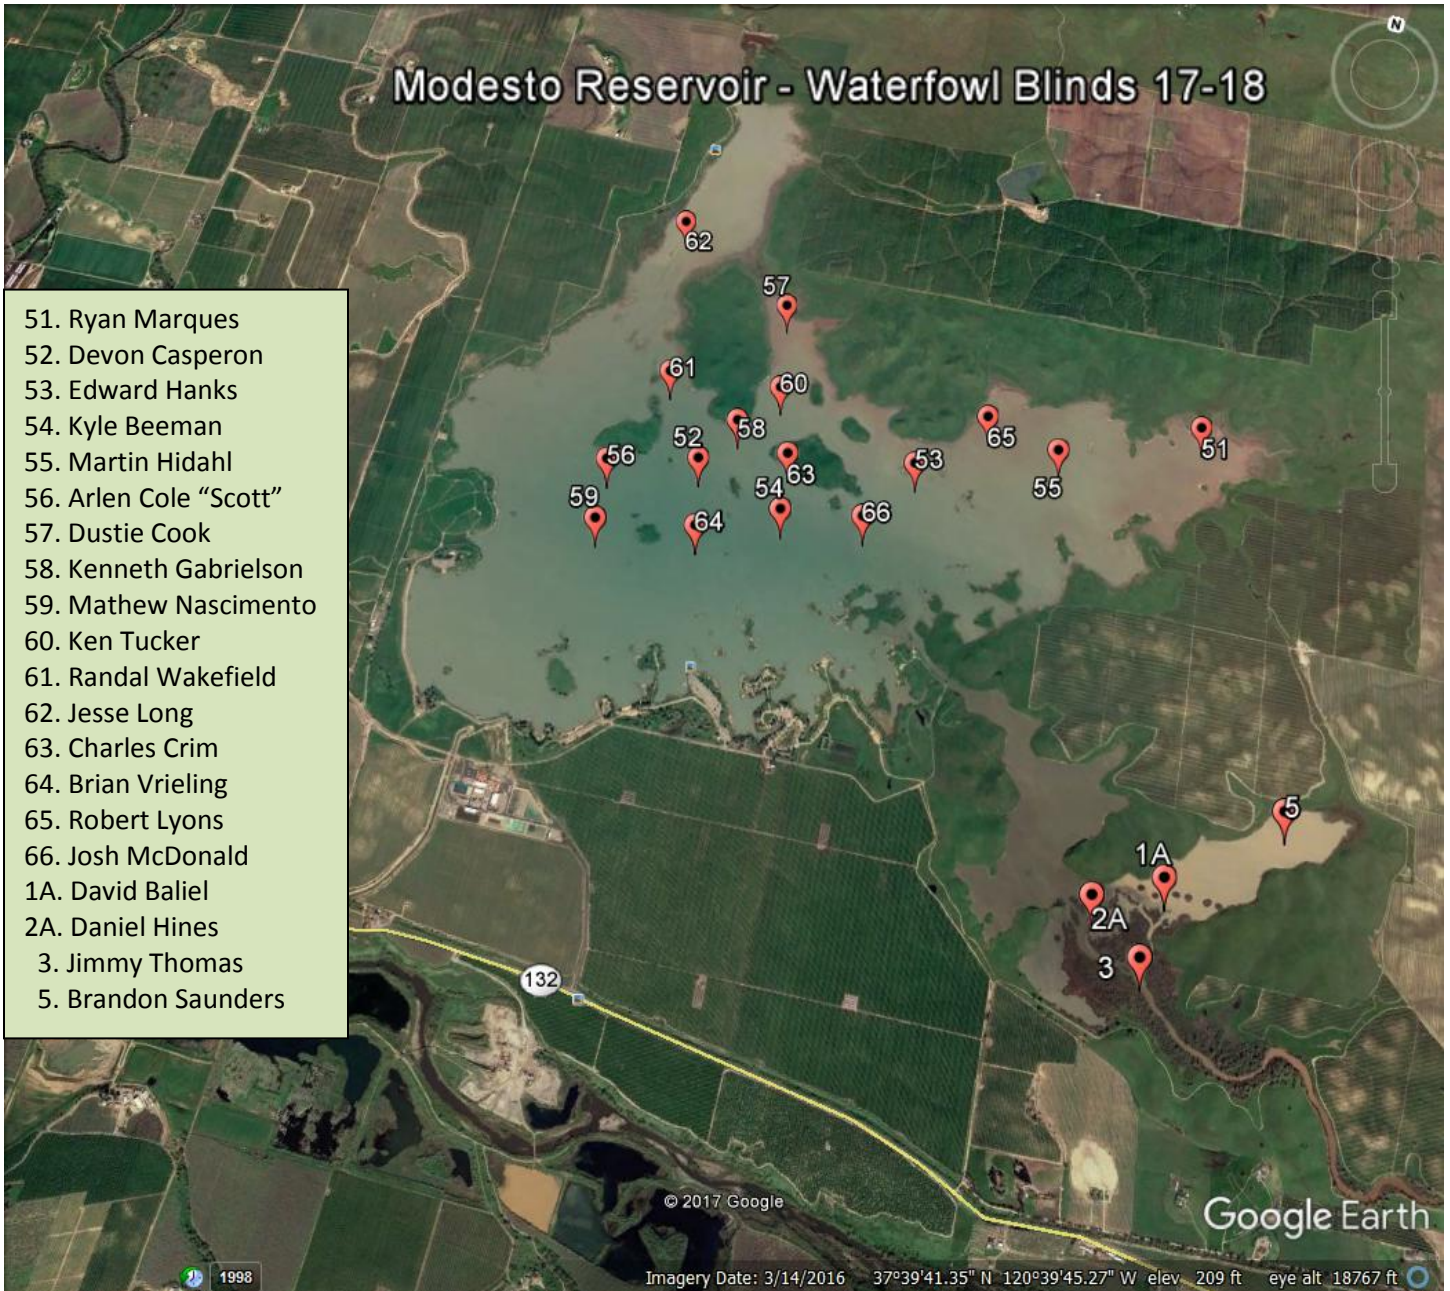 N
Modesto Reservoir - Waterfowl Blinds 17-18
62
57
61
60
58
65
51
52
56
53
63
55
54
59
64
66
51. Ryan Marques
52. Devon Casperon
53. Edward Hanks
54. Kyle Beeman
55. Martin Hidahl
56. Arlen Cole “Scott”
57. Dustie Cook
58. Kenneth Gabrielson
59. Mathew Nascimento
60. Ken Tucker
61. Randal Wakefield
62. Jesse Long
63. Charles Crim
64. Brian Vrieling
65. Robert Lyons
66. Josh McDonald
1A. David Baliel
2A. Daniel Hines
3. Jimmy Thomas
5. Brandon Saunders
5
1A
2A
3
132
© 2017 Google
Google Earth
1998
Imagery Date: 3/14/2016 37°39'41.35" N 120°39'45.27" W elev 209 ft eye alt 18767 ft